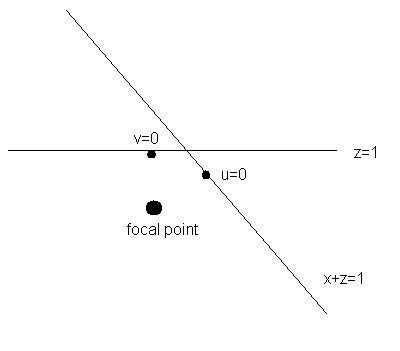 v=0
z=1
u=0
focal point
x+z=1